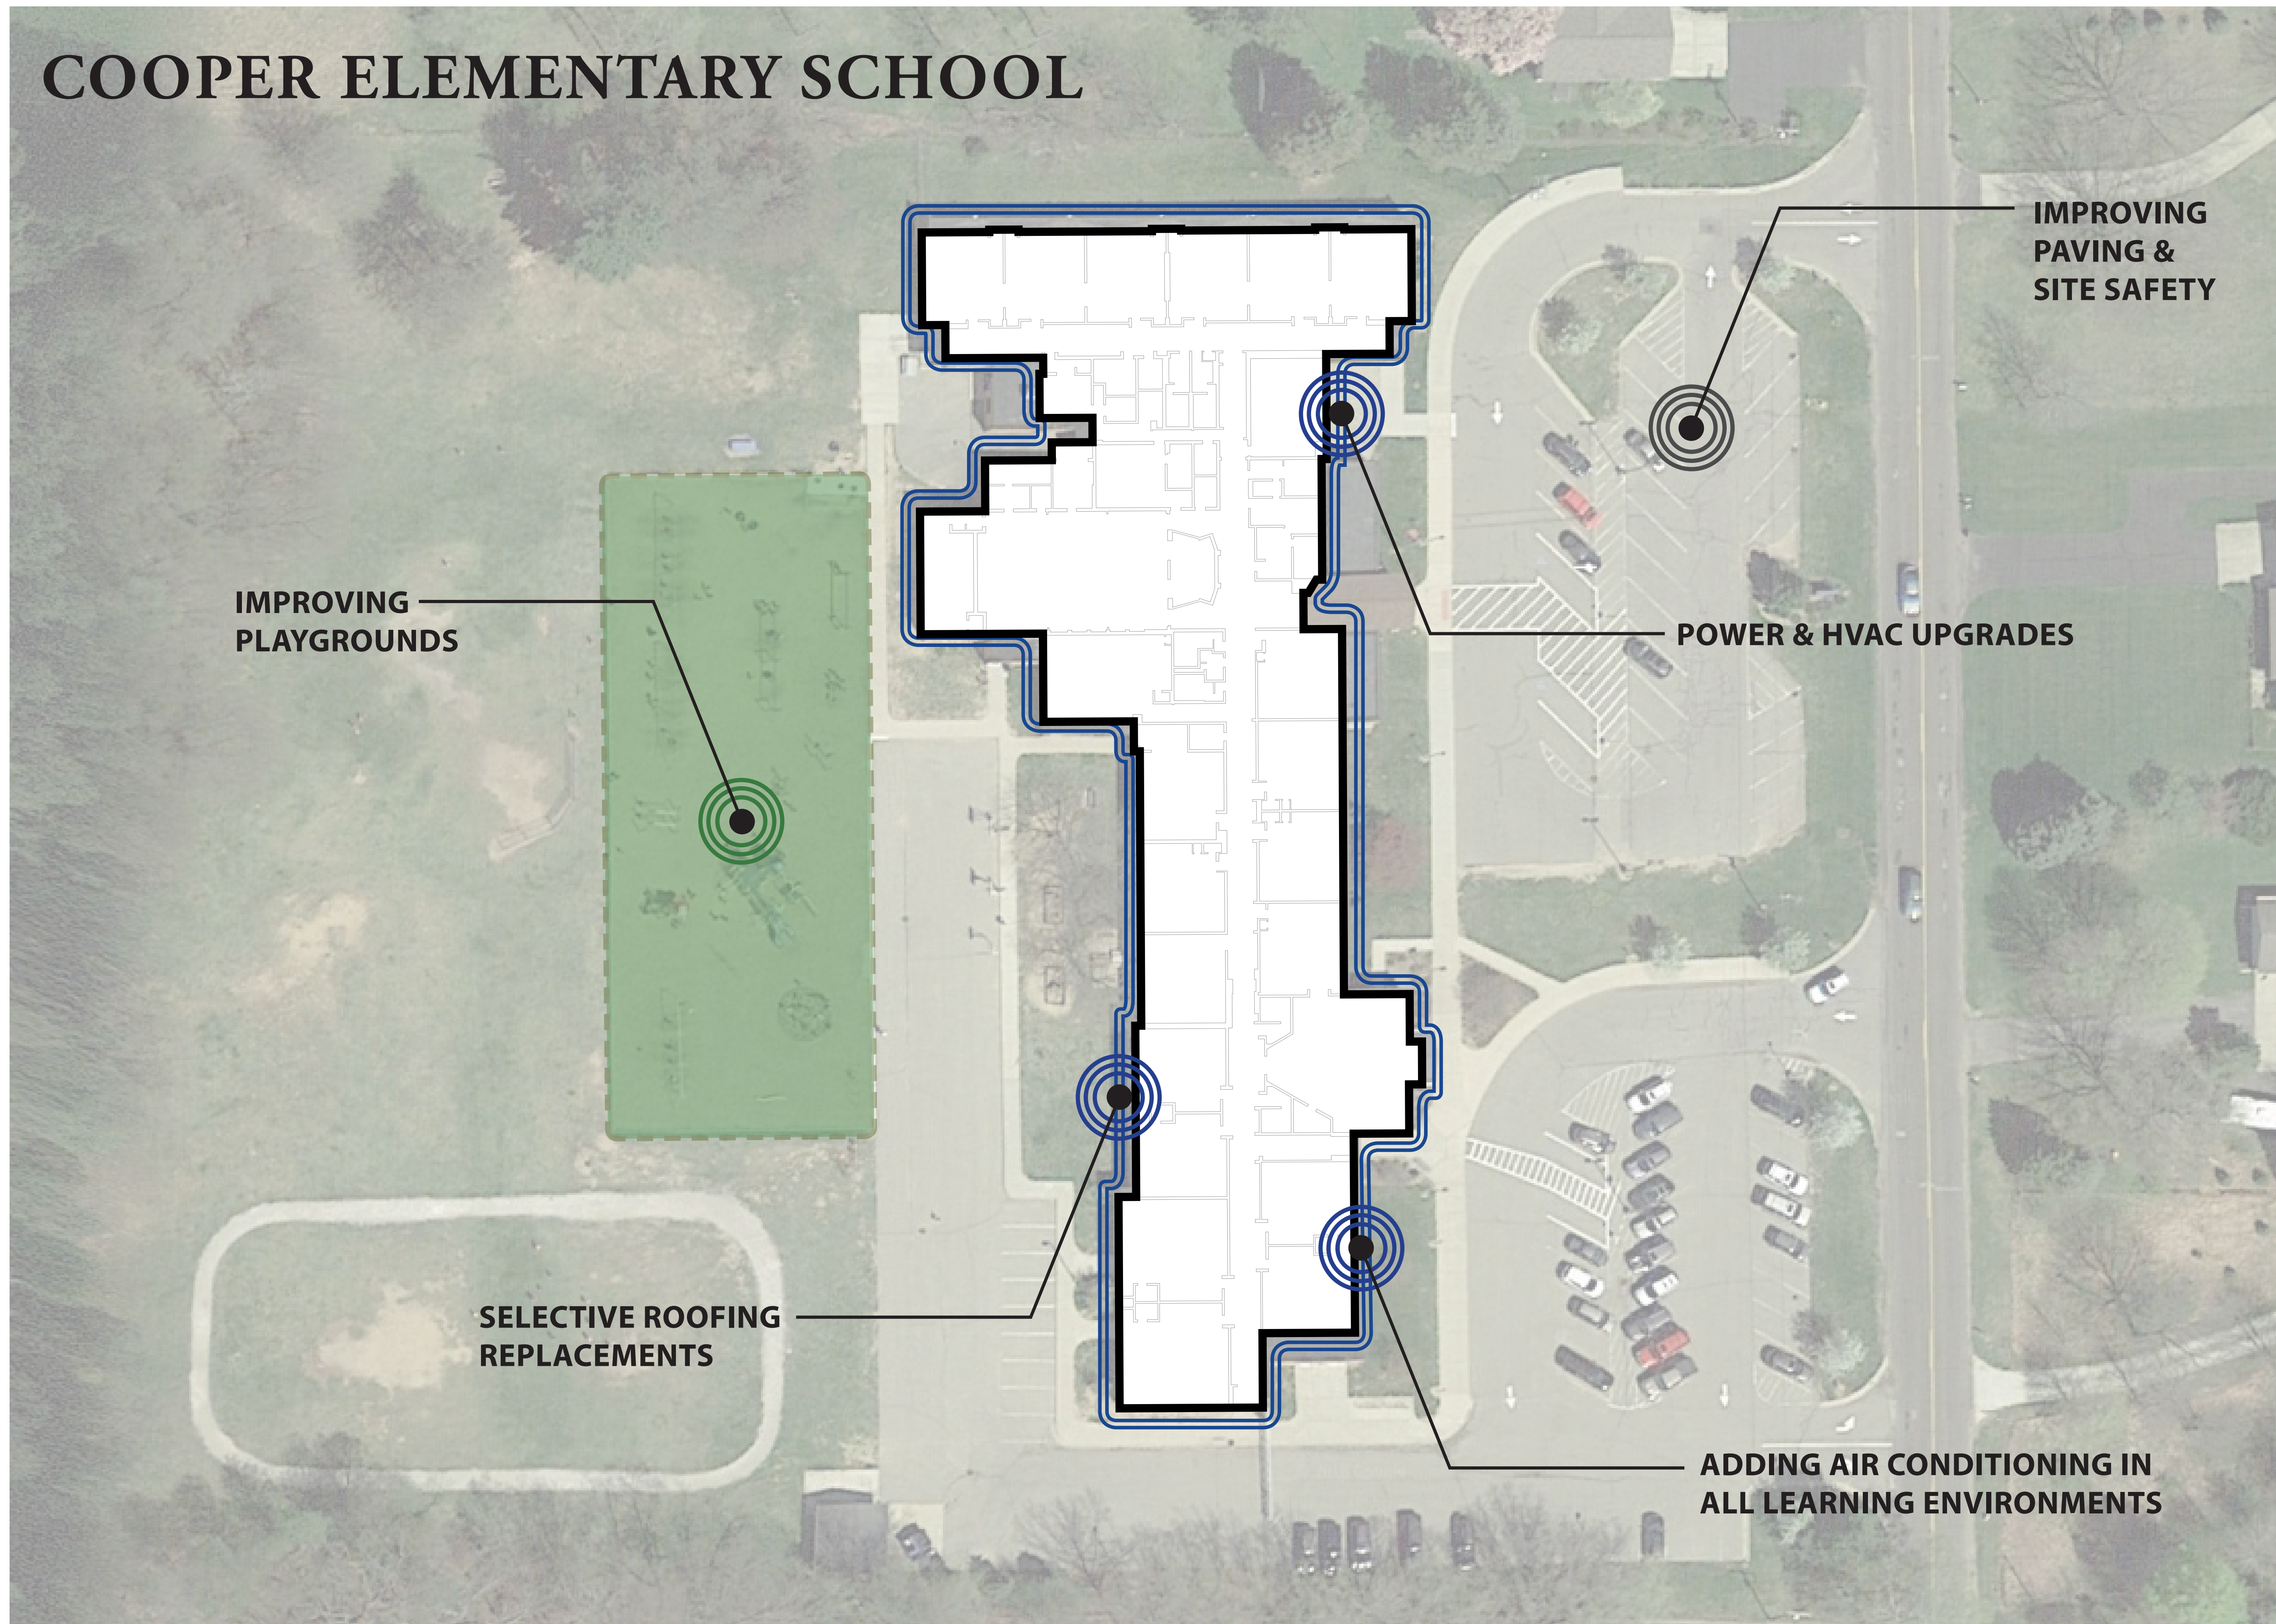 COOPER ELEMENTARY SCHOOL
IMPROVING
PAVING &
SITE SAFETY
IMPROVING
PLAYGROUNDS
POWER & HVAC UPGRADES
SELECTIVE ROOFING
REPLACEMENTS
ADDING AIR CONDITIONING IN
ALL LEARNING ENVIRONMENTS